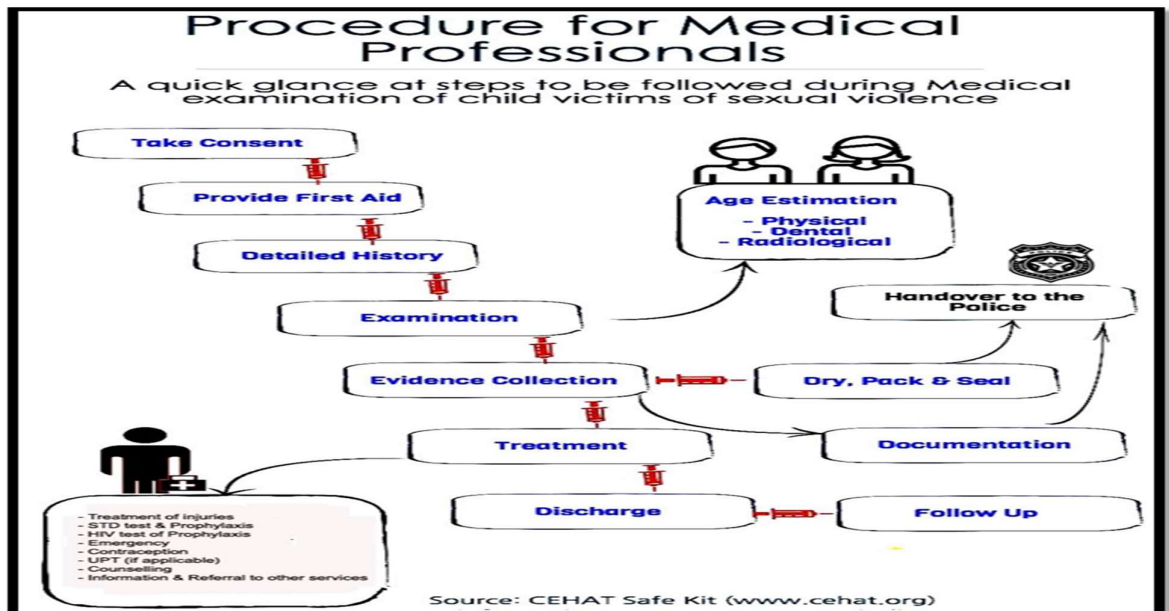 Procedure for Medical
Professionals
A quick glance at steps to be followed during Medical
examination of child victims of sexual violence
Take Consent
Provide First Aid
Detailed History
Examination
Age Estimation
- Physical
- Dental
- Radiological
Handover to the
Police
Evidence Collection
Dry, Pack & Seal
Treatment
Documentation
Discharge
Follow Up
- Treatment of injuries
- STD test & Prophylaxis
- HIV test of Prophylaxis
- Emergency
- Contraception
- UPT (if applicable)
- Counselling
- Information & Referral to other services
Source: CEHAT Safe Kit (www.cehat.org)